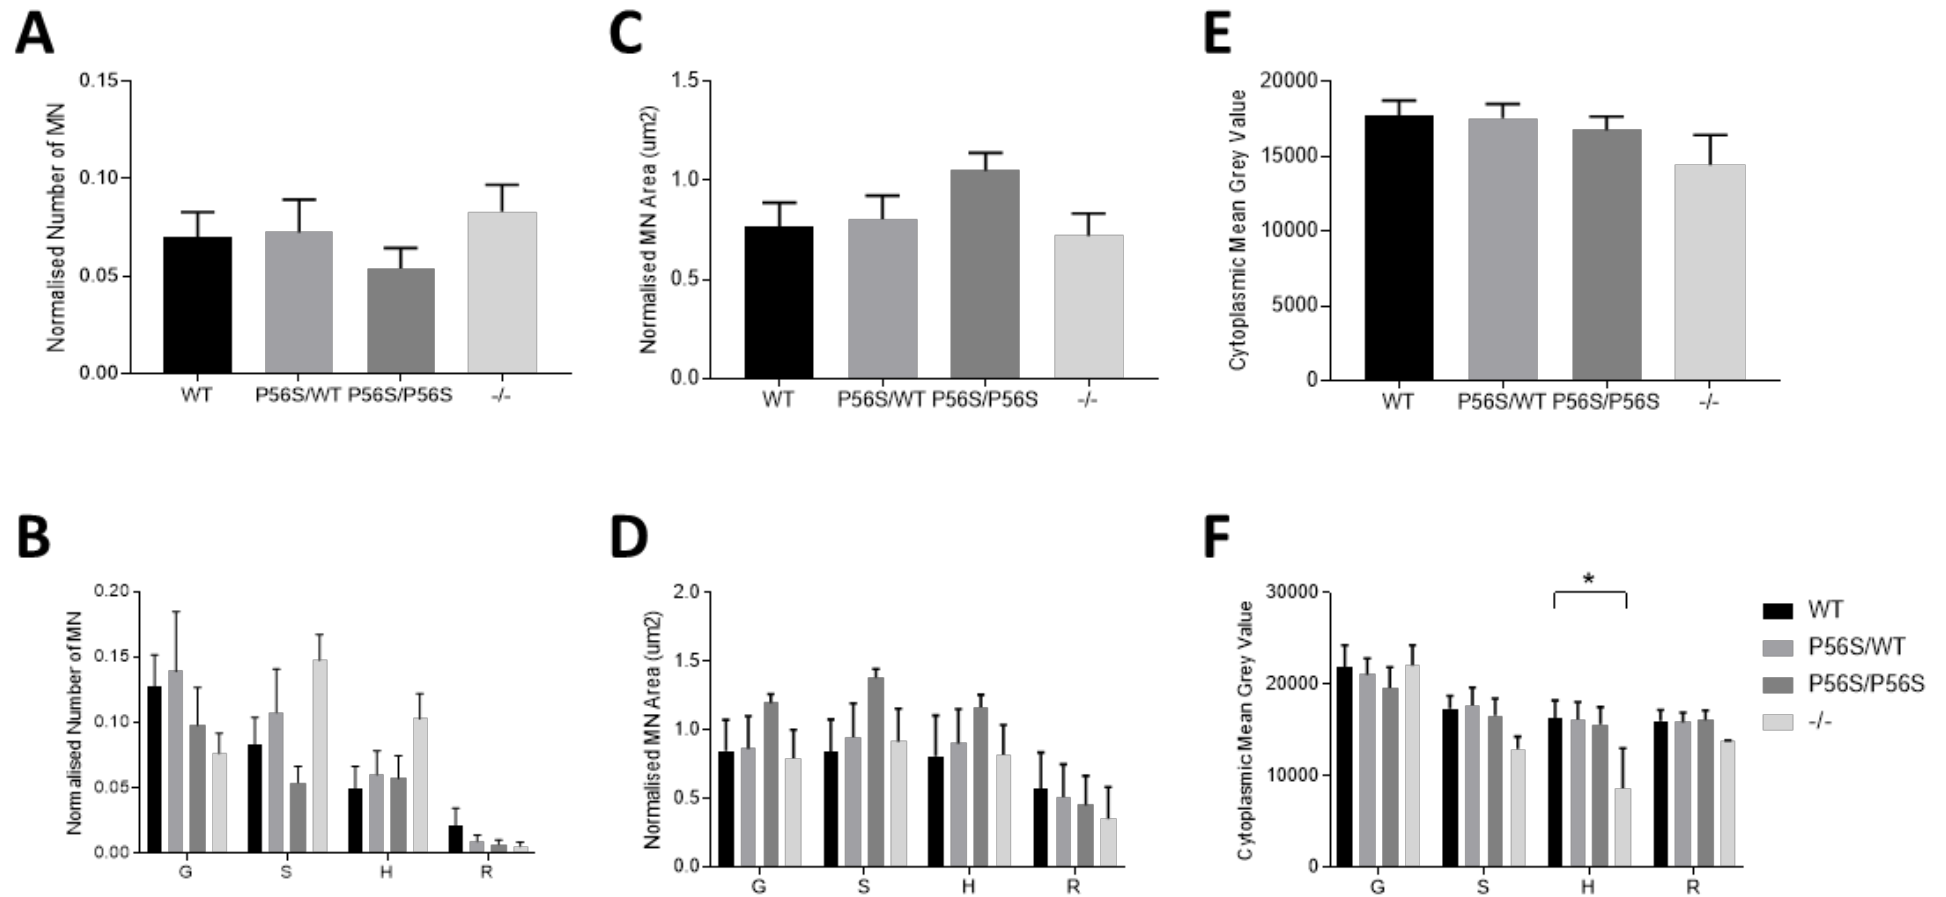 A
Normalised Number of MN
0.15
0.10
0.05
0.00
WT P56S/WT P56S/P56S -/-
C
Normalised MN Area (um2)
1.5
1.0
0.5
0.0
WT P56S/WT P56S/P56S -/-
E
Cytoplasmic Mean Grey Value
20000
15000
10000
5000
0
WT P56S/WT P56S/P56S -/-
B
Normalised Number of MN
0.20
0.15
0.10
0.05
0.00
G S H R
D
Normalised MN Area (um2)
2.0
1.5
1.0
0.5
0.0
G S H R
F
Cytoplasmic Mean Grey Value
30000
20000
10000
0
*
G S H R
WT
P56S/WT
P56S/P56S
-/-